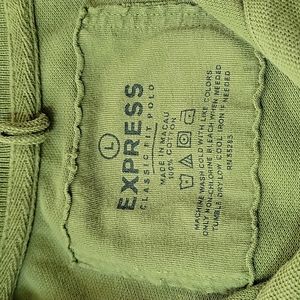 L
EXPRESS
CLASSIC FIT POLO
MADE IN MACAU
100% COTTON
MACHINE WASH COLD WITH LIKE COLORS
ONLY NON-CHLORINE BLEACH WHEN NEEDED
TUMBLE DRY LOW. COOL IRON IF NEEDED
RN 55285